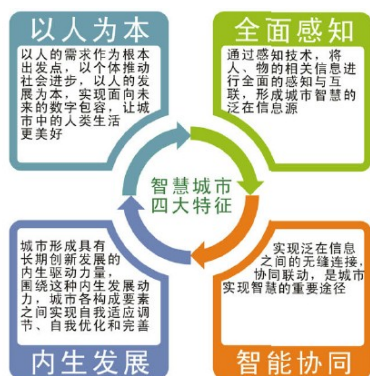 以人为本
以人的需求作为根本
出发点，以个体推动
社会进步，以人的发
展为本，实现面向未
来的数字包容，让城
市中的人类生活
更美好
全面感知
通过感知技术，将
人、物的相关信息进
行全面的感知与互
联，形成城市智慧的
泛在信息源
智慧城市
四大特征
城市形成具有
长期创新发展的
内生驱动力量，
围绕这种内生发展动
力，城市各构成要素
之间实现自我适应调
节、自我优化和完善
内生发展
实现泛在信息
之间的无缝连接，
协同联动，是城市
实现智慧的重要途径
智能协同